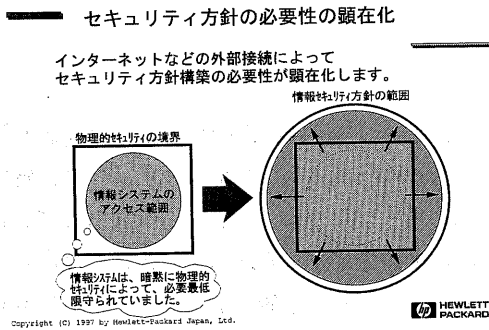 セキュリティ方針の必要性の顕在化
インターネットなどの外部接続によって
セキュリティ方針構築の必要性が顕在化します。
情報ｾｷｭﾘﾃｨ方針の範囲
物理的ｾｷｭﾘﾃｨの境界
情報システムの
アクセス範囲
情報ｼｽﾃﾑは、暗黙に物理的
ｾｷｭﾘﾃｨによって、必要最低
限守られていました。
hp HEWLETT
PACKARD
Copyright (C) 1997 by Hewlett-Packard Japan, Ltd.